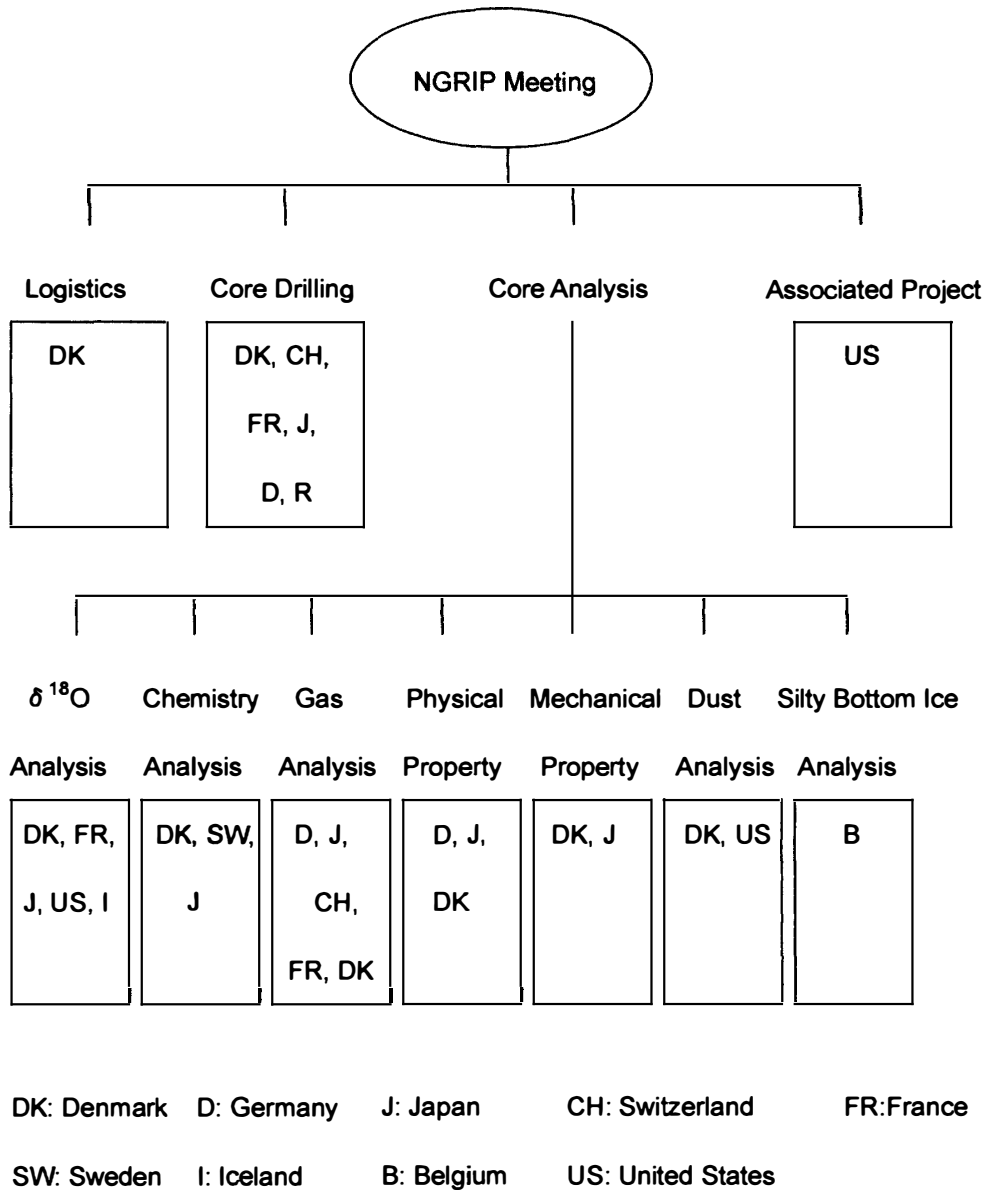 NGRIP Meeting
Logistics Core Drilling Core Analysis Associated Project
DK DK, CH, US
FR, J,
D, R
δ ¹⁸O Chemistry Gas Physical Mechanical Dust Silty Bottom Ice
Analysis Analysis Analysis Property Property Analysis Analysis
DK, FR, DK, SW, D, J, D, J, DK, J DK, US B
J, US, I J CH, DK
FR, DK
DK: Denmark D: Germany J: Japan CH: Switzerland FR:France
SW: Sweden I: Iceland B: Belgium US: United States